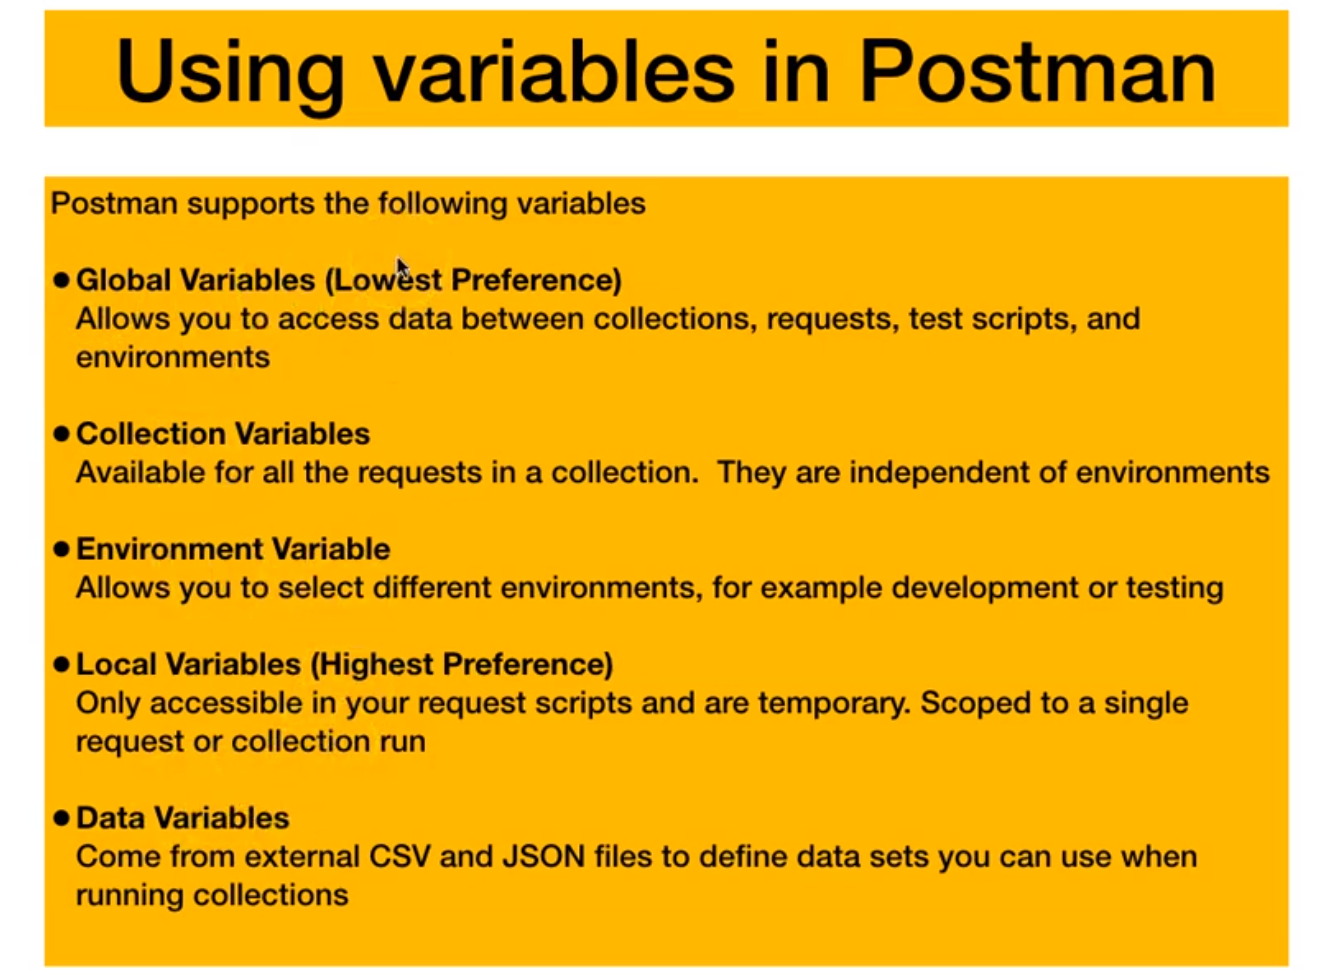 Using variables in Postman
Postman supports the following variables
● Global Variables (Lowest Preference)
Allows you to access data between collections, requests, test scripts, and
environments
● Collection Variables
Available for all the requests in a collection.  They are independent of environments
● Environment Variable
Allows you to select different environments, for example development or testing
● Local Variables (Highest Preference)
Only accessible in your request scripts and are temporary. Scoped to a single
request or collection run
● Data Variables
Come from external CSV and JSON files to define data sets you can use when
running collections